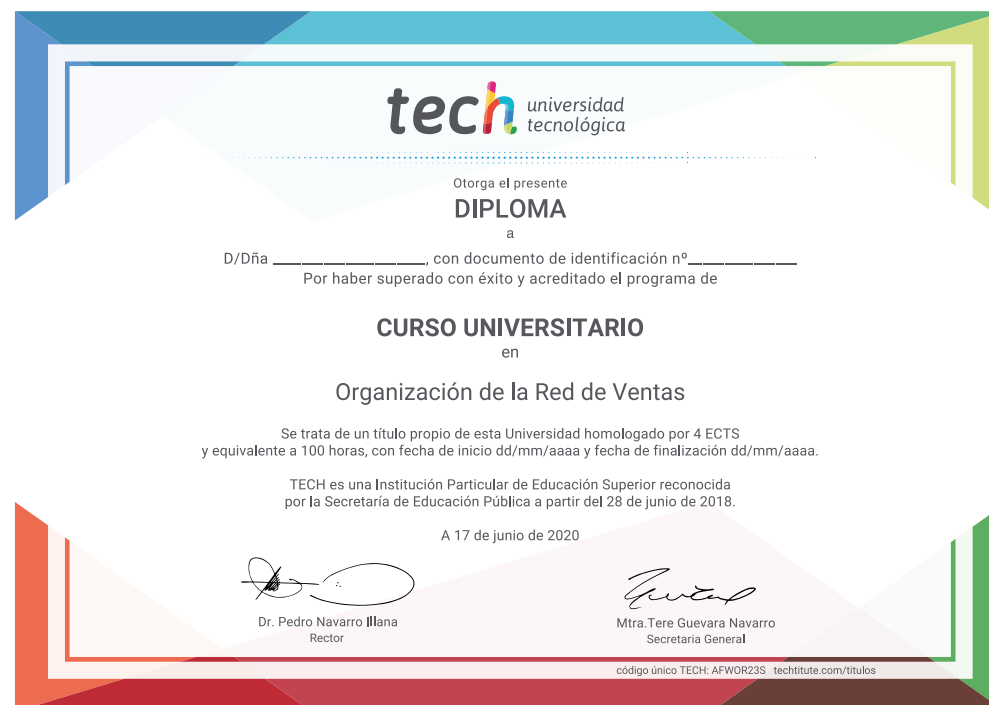 tech universidad
tecnológica
Otorga el presente
DIPLOMA
a
D/Dña ____________________, con documento de identificación nº______________
Por haber superado con éxito y acreditado el programa de
CURSO UNIVERSITARIO
en
Organización de la Red de Ventas
Se trata de un título propio de esta Universidad homologado por 4 ECTS
y equivalente a 100 horas, con fecha de inicio dd/mm/aaaa y fecha de finalización dd/mm/aaaa.
TECH es una Institución Particular de Educación Superior reconocida
por la Secretaría de Educación Pública a partir del 28 de junio de 2018.
A 17 de junio de 2020
Dr. Pedro Navarro Illana
Rector
Mtra.Tere Guevara Navarro
Secretaria General
código único TECH: AFWOR23S techtitute.com/titulos